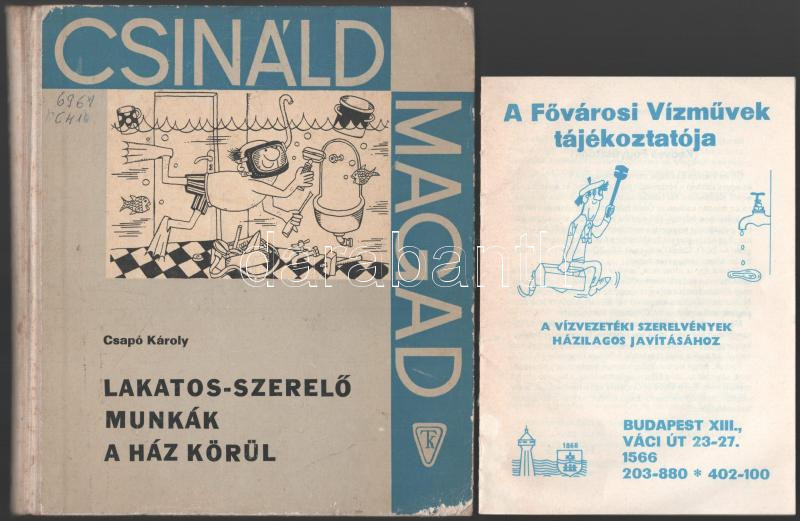 CSINÁLD
MAGAD
6961
Csapó Károly
LAKATOS-SZERELŐ
MUNKÁK
A HÁZ KÖRÜL
TK
darabanth
A Fővárosi Vízművek
tájékoztatója
A VÍZVEZETÉKI SZERELVÉNYEK
HÁZILAGOS JAVÍTÁSÁHOZ
1868
BUDAPEST XIII.,
VÁCI ÚT 23-27.
1566
203-880 * 402-100